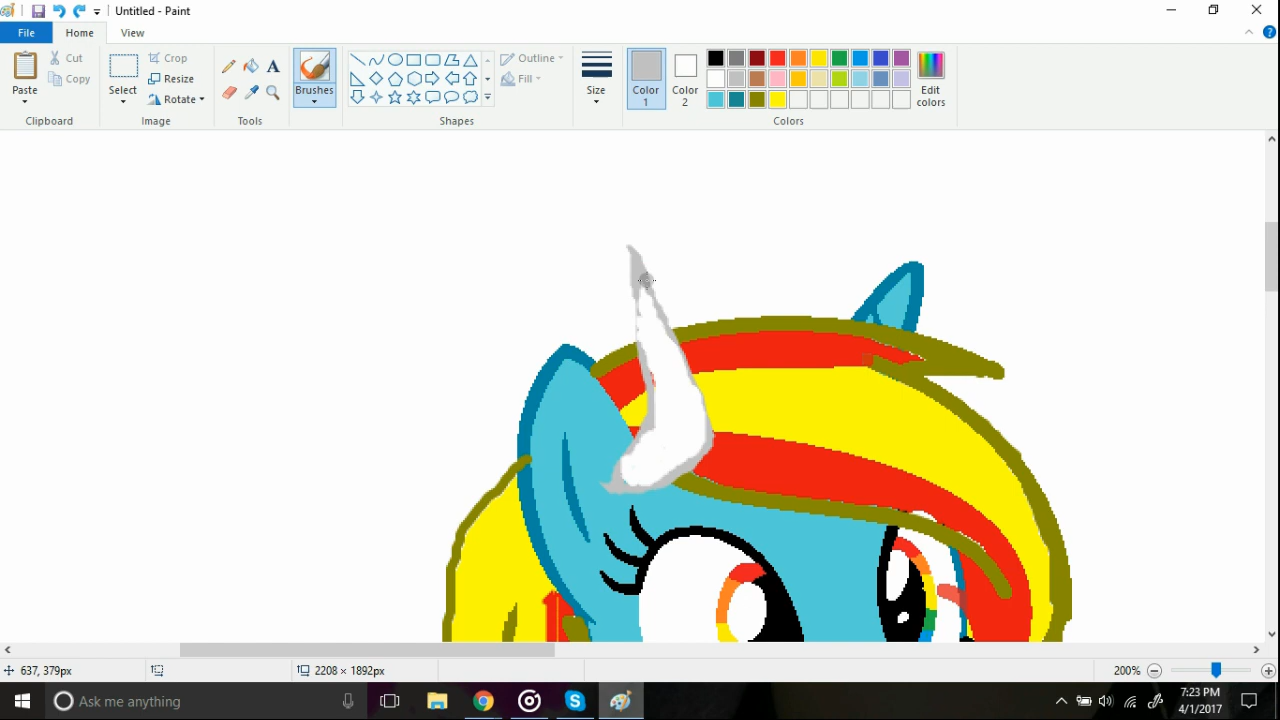 Untitled - Paint
File Home View
Paste Cut Copy
Clipboard
Select Crop Resize Rotate
Image
A
Tools
Brushes
Outline Fill
Shapes
Size
Color 1
Color 2
Edit colors
Colors
637, 379px
2208 × 1892px
200%
Ask me anything
7:23 PM
4/1/2017